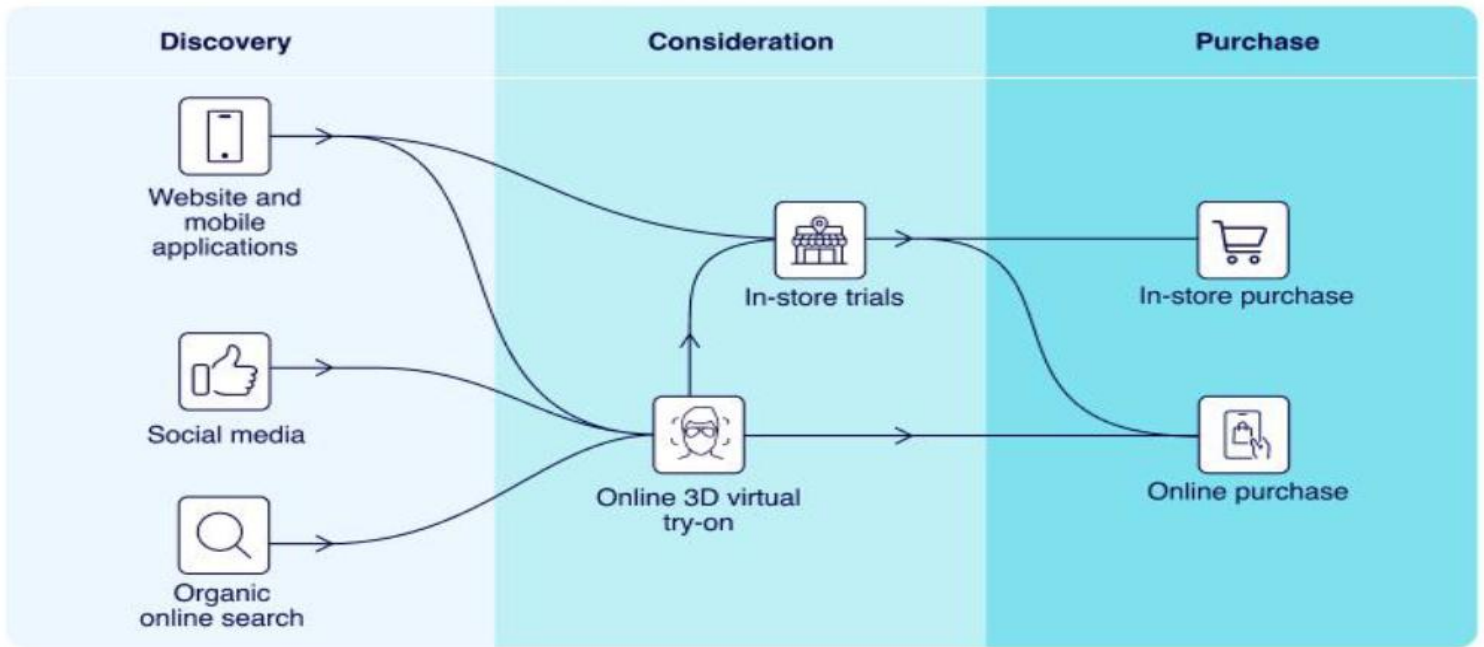 Discovery
Consideration
Purchase
Website and
mobile
applications
Social media
Organic
online search
In-store trials
Online 3D virtual
try-on
In-store purchase
Online purchase